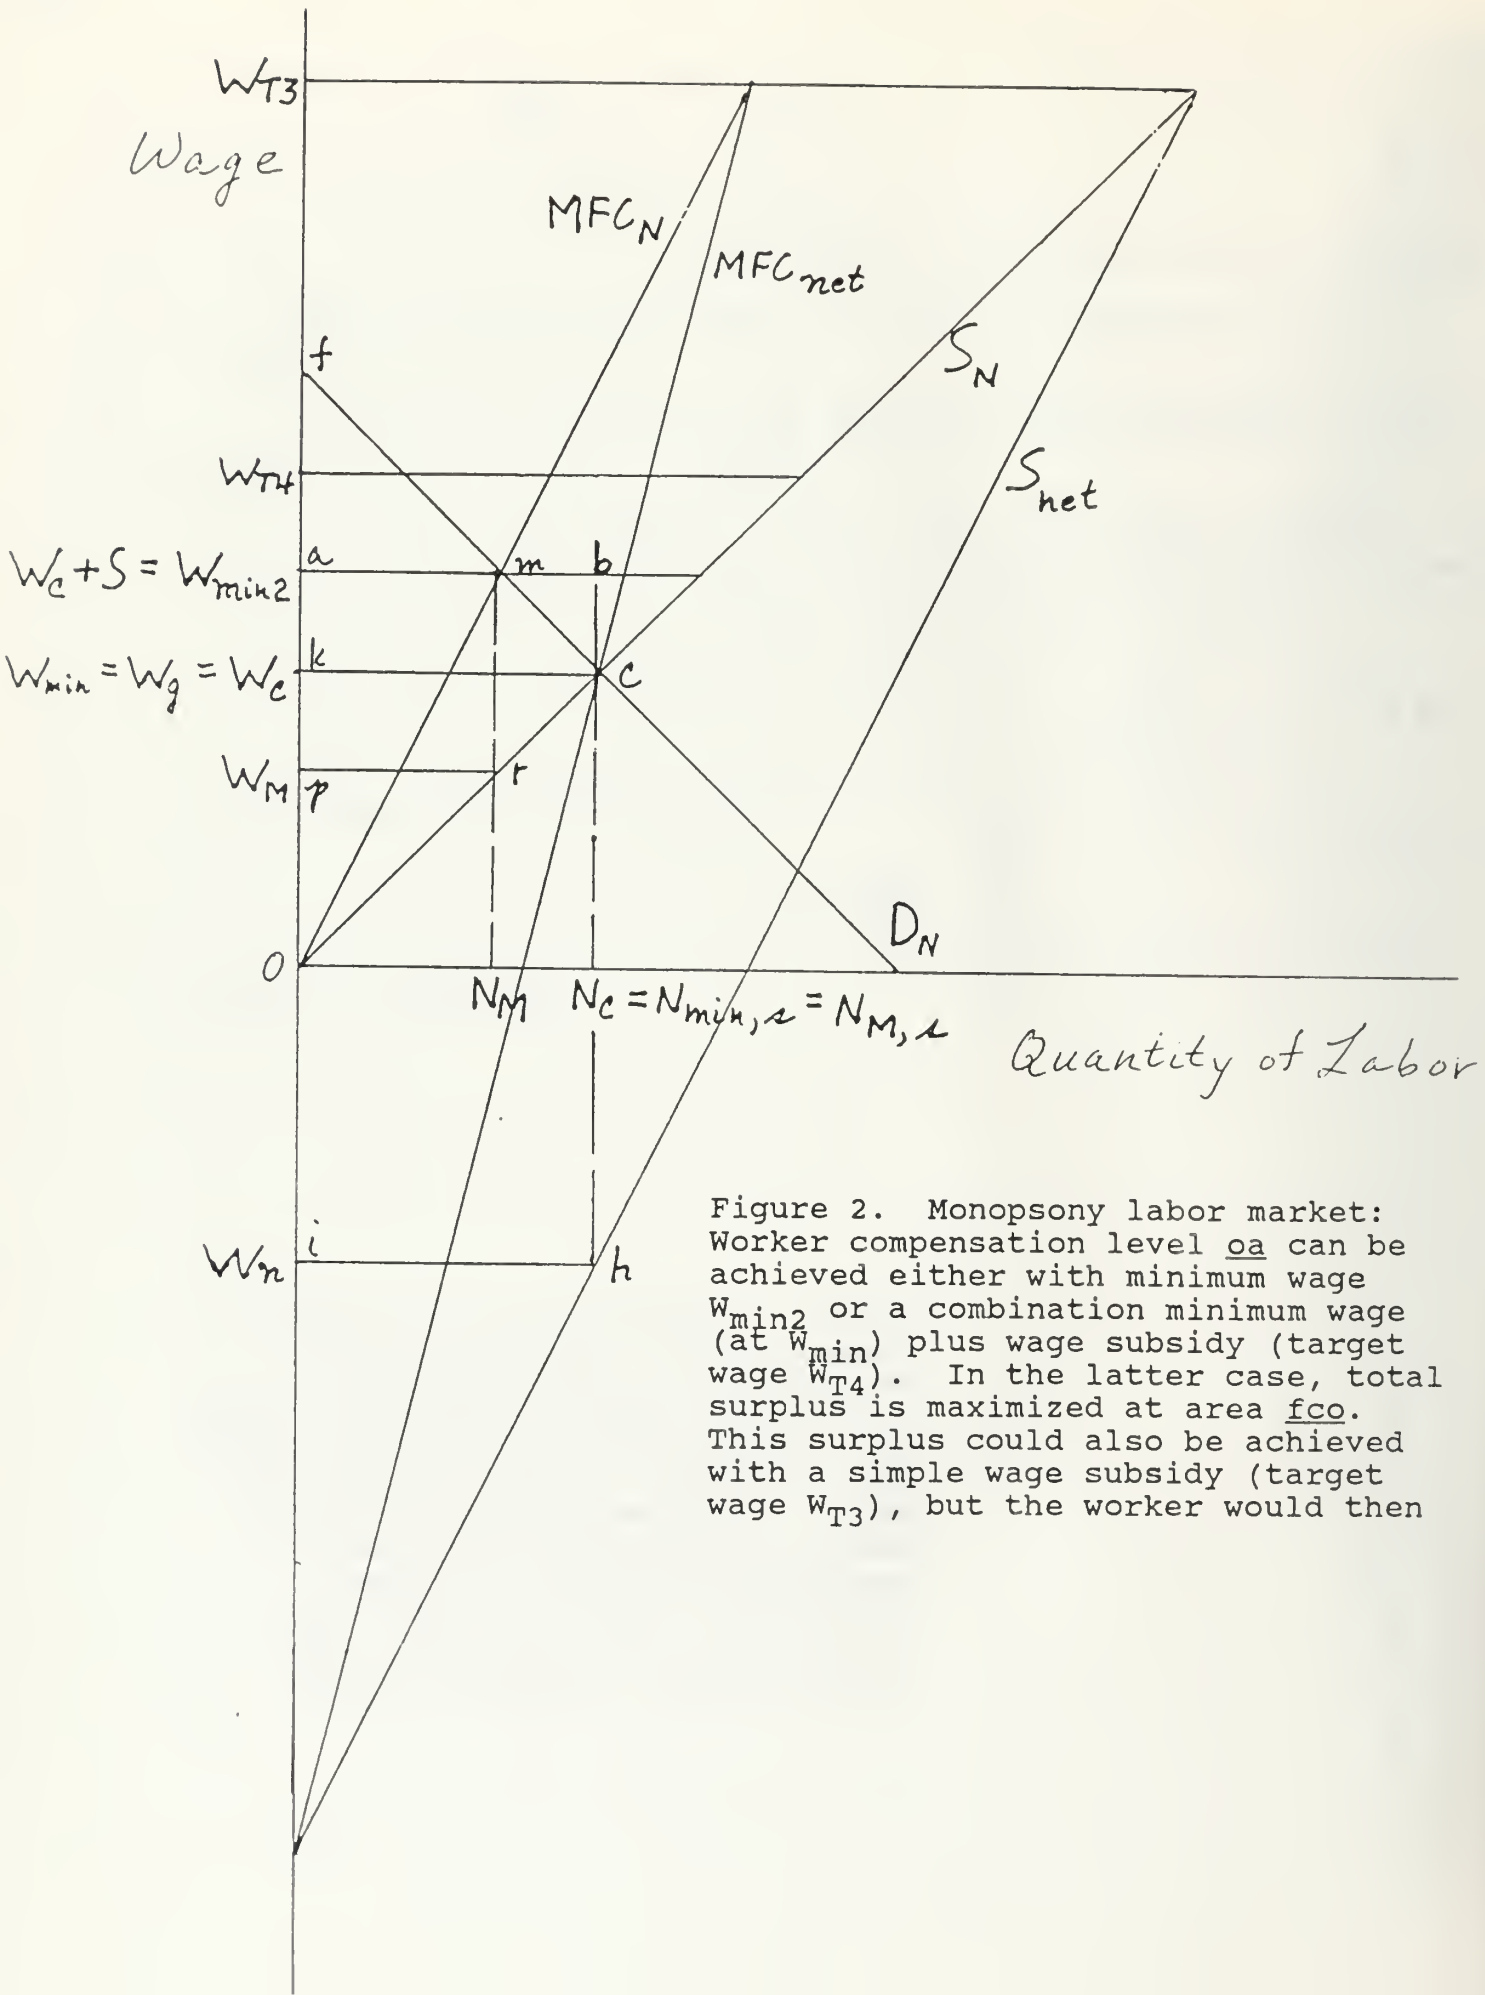 W_T3
Wage
MFC_N
MFC_net
f
S_N
W_T4
S_net
W_c + S = W_min2
a
m
b
W_min = W_g = W_c
k
c
W_M
p
r
D_N
O
N_M
N_c = N_min,s = N_M,s
Quantity of Labor
W_n
i
h
Figure 2. Monopsony labor market:
Worker compensation level oa can be
achieved either with minimum wage
W_min2 or a combination minimum wage
(at W_min) plus wage subsidy (target
wage W_T4). In the latter case, total
surplus is maximized at area fco.
This surplus could also be achieved
with a simple wage subsidy (target
wage W_T3), but the worker would then